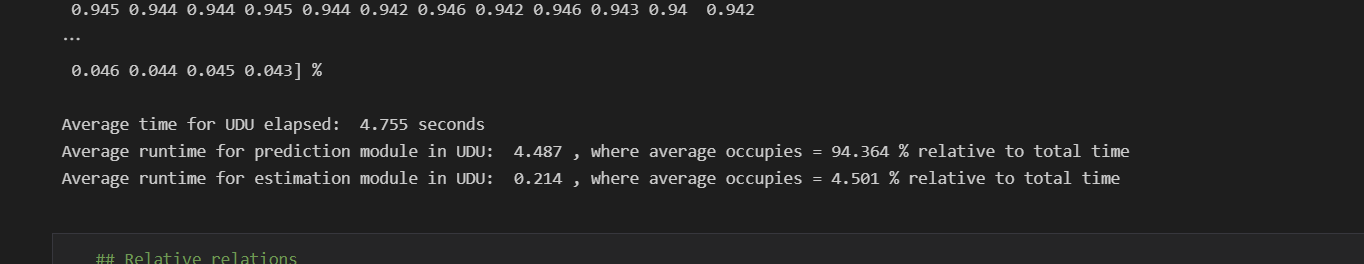 0.945 0.944 0.944 0.945 0.944 0.942 0.946 0.942 0.946 0.943 0.94  0.942
...
0.046 0.044 0.045 0.043] %
Average time for UDU elapsed:  4.755 seconds
Average runtime for prediction module in UDU:  4.487 , where average occupies = 94.364 % relative to total time
Average runtime for estimation module in UDU:  0.214 , where average occupies = 4.501 % relative to total time
## Relative relations